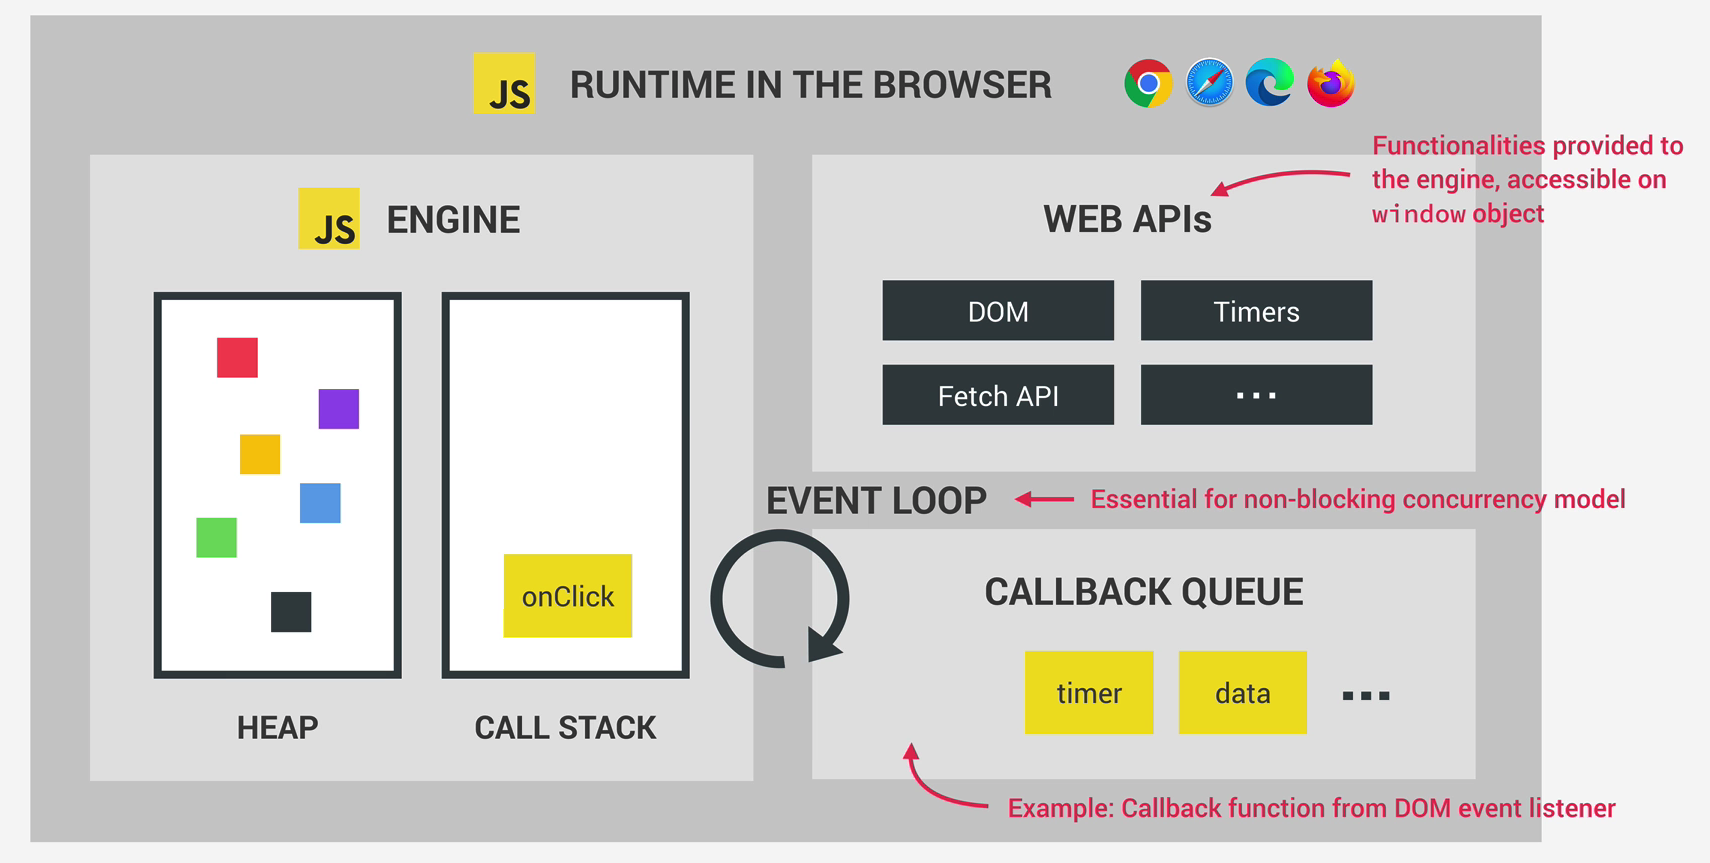 JS RUNTIME IN THE BROWSER
Functionalities provided to
the engine, accessible on
window object
JS ENGINE
HEAP
onClick
CALL STACK
WEB APIs
DOM
Timers
Fetch API
...
EVENT LOOP
Essential for non-blocking concurrency model
CALLBACK QUEUE
timer
data
...
Example: Callback function from DOM event listener